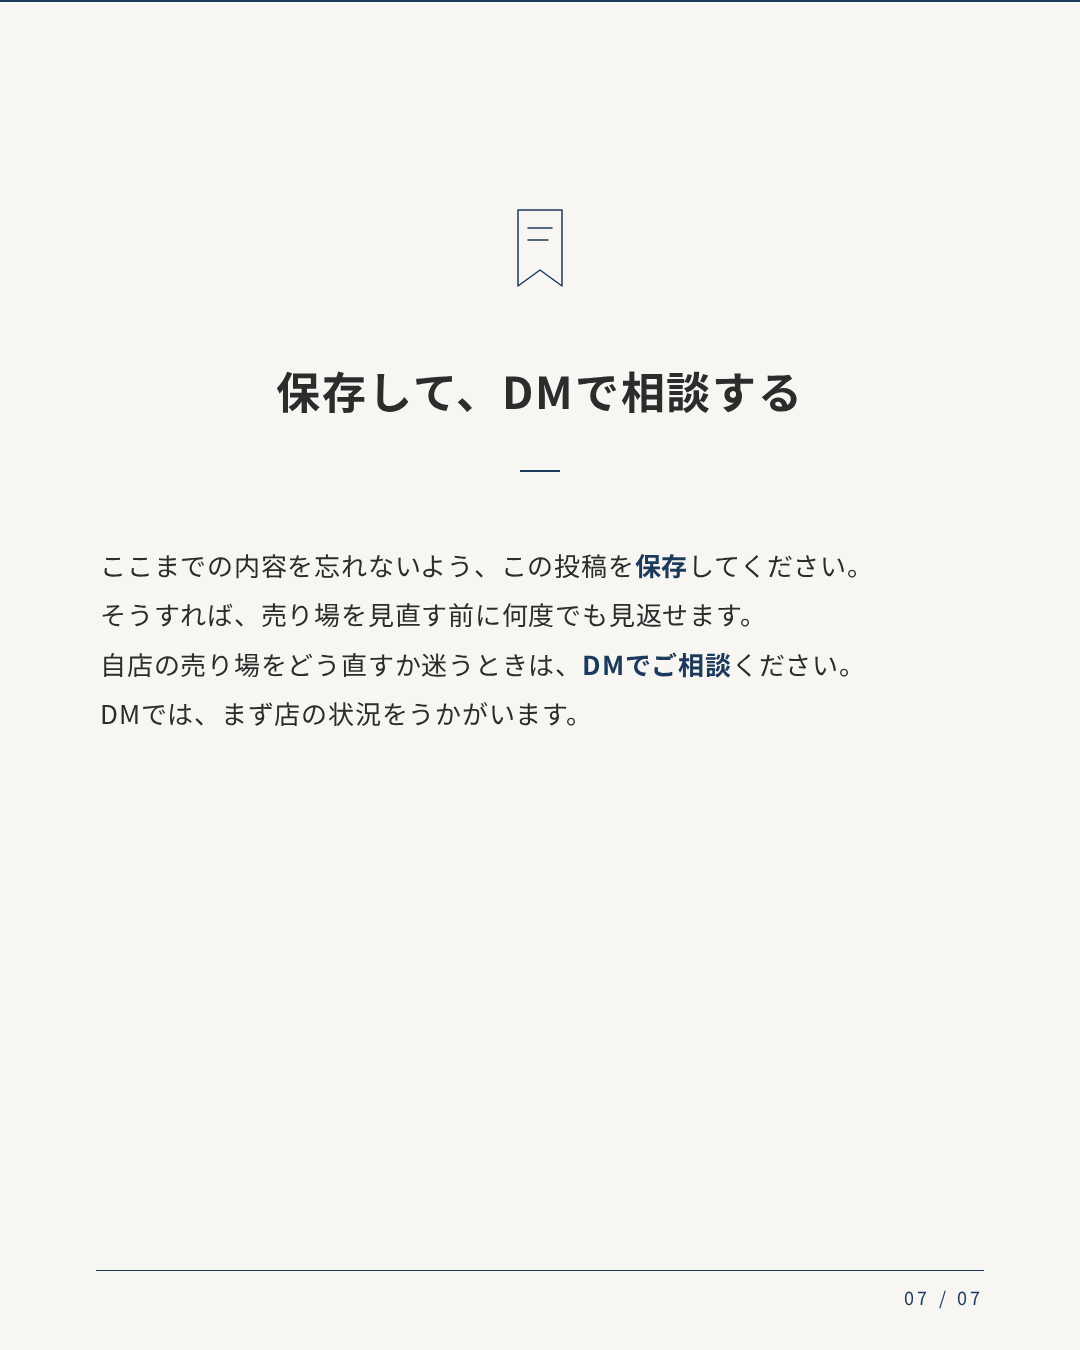 保存して、DMで相談する
ここまでの内容を忘れないよう、この投稿を保存してください。
そうすれば、売り場を見直す前に何度でも見返せます。
自店の売り場をどう直すか迷うときは、DMでご相談ください。
DMでは、まず店の状況をうかがいます。
07 / 07